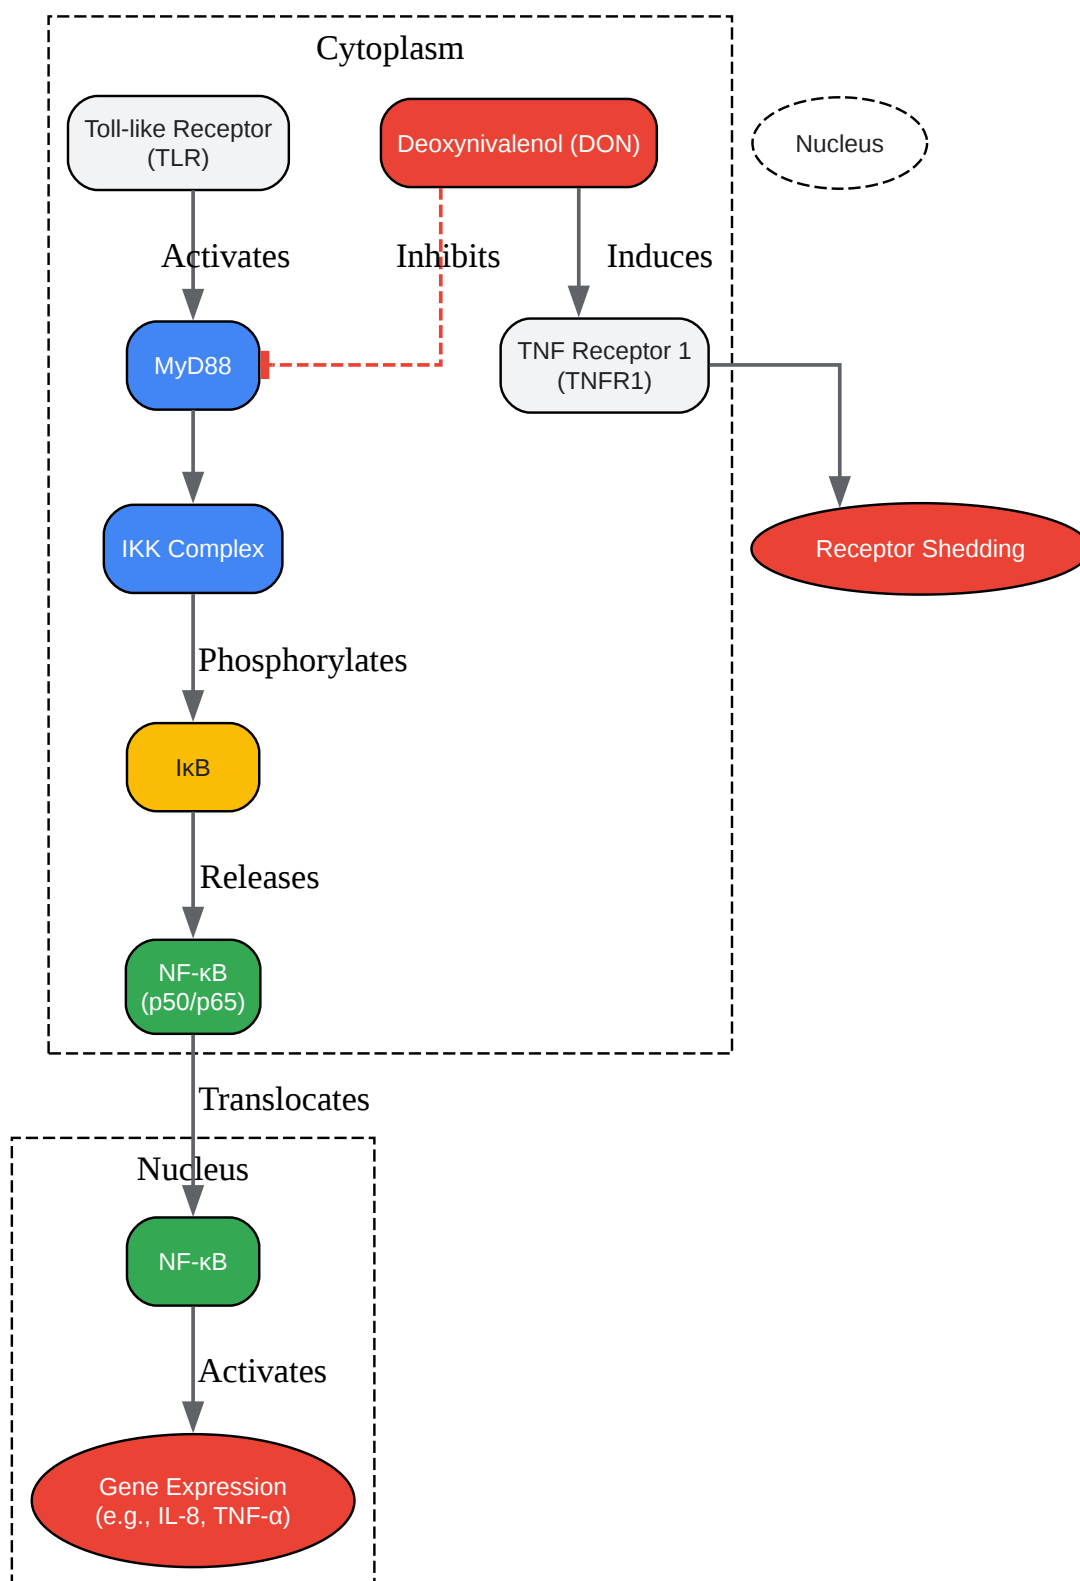 Cytoplasm
Toll-like Receptor
(TLR)
Deoxynivalenol (DON)
Nucleus
Activates
Inhibits
Induces
MyD88
TNF Receptor 1
(TNFR1)
IKK Complex
Receptor Shedding
Phosphorylates
IκB
Releases
NF-κB
(p50/p65)
Translocates
Nucleus
NF-κB
Activates
Gene Expression
(e.g., IL-8, TNF-α)